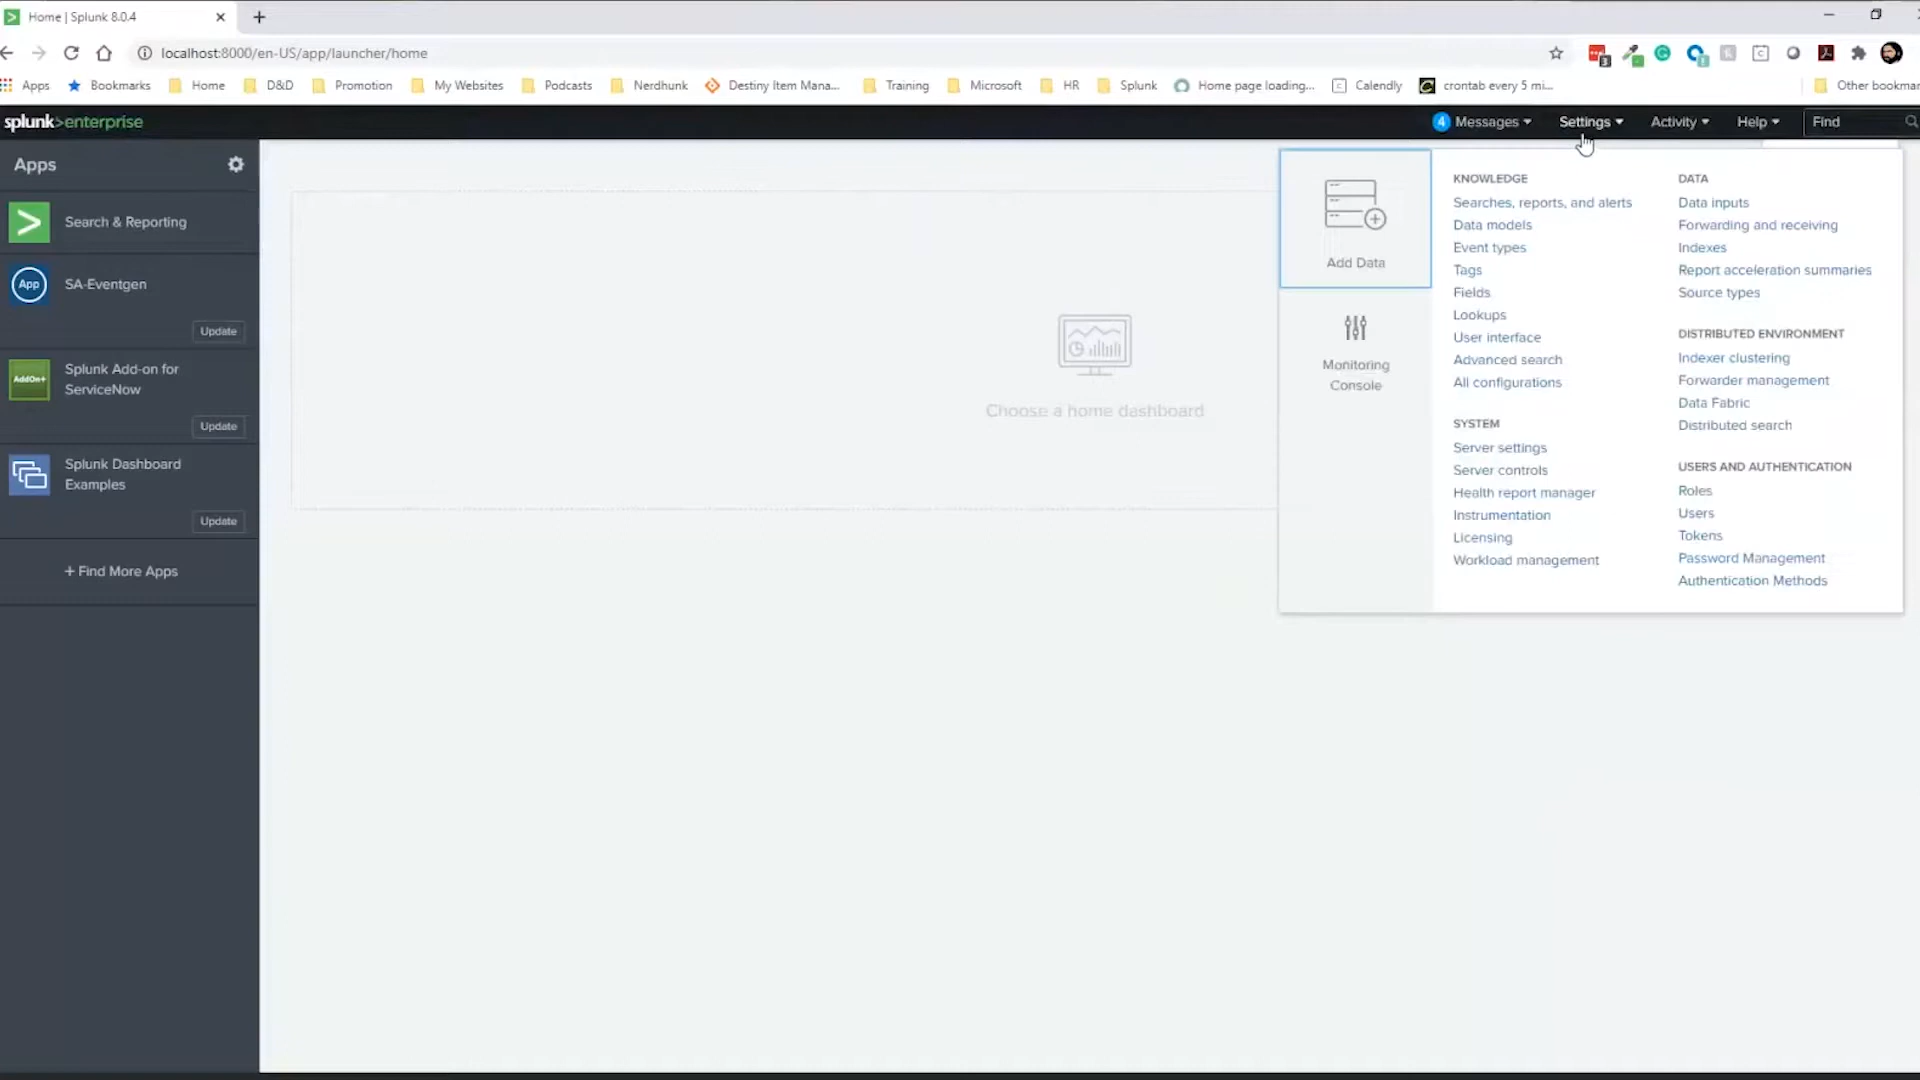 Home | Splunk 8.0.4
localhost:8000/en-US/app/launcher/home
Apps
Bookmarks
Home
D&D
Promotion
My Websites
Podcasts
Nerdhunk
Destiny Item Mana...
Training
Microsoft
HR
Splunk
Home page loading...
Calendly
crontab every 5 mi...
Other bookmar
splunk>enterprise
4 Messages
Settings
Activity
Help
Find
Apps
Search & Reporting
App
SA-Eventgen
Update
AddOn+
Splunk Add-on for
ServiceNow
Update
Splunk Dashboard
Examples
Update
+ Find More Apps
Choose a home dashboard
Add Data
Monitoring
Console
KNOWLEDGE
Searches, reports, and alerts
Data models
Event types
Tags
Fields
Lookups
User interface
Advanced search
All configurations
SYSTEM
Server settings
Server controls
Health report manager
Instrumentation
Licensing
Workload management
DATA
Data inputs
Forwarding and receiving
Indexes
Report acceleration summaries
Source types
DISTRIBUTED ENVIRONMENT
Indexer clustering
Forwarder management
Data Fabric
Distributed search
USERS AND AUTHENTICATION
Roles
Users
Tokens
Password Management
Authentication Methods